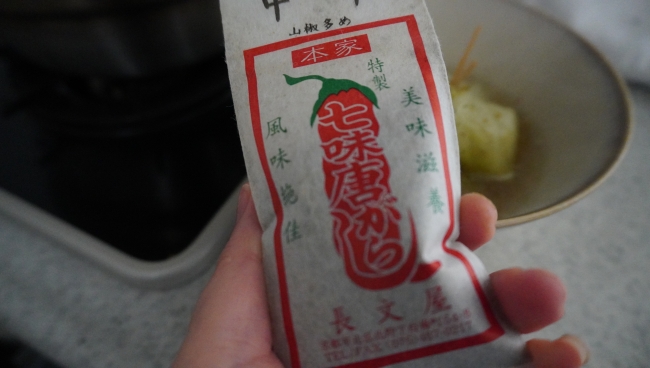 山椒多め
本家
特製
美味滋養
風味絶佳
七味唐がらし
長文屋